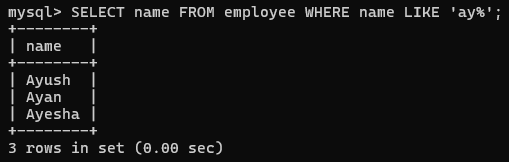 mysql> SELECT name FROM employee WHERE name LIKE 'ay%';
+--------+
| name   |
+--------+
| Ayush  |
| Ayan   |
| Ayesha |
+--------+
3 rows in set (0.00 sec)